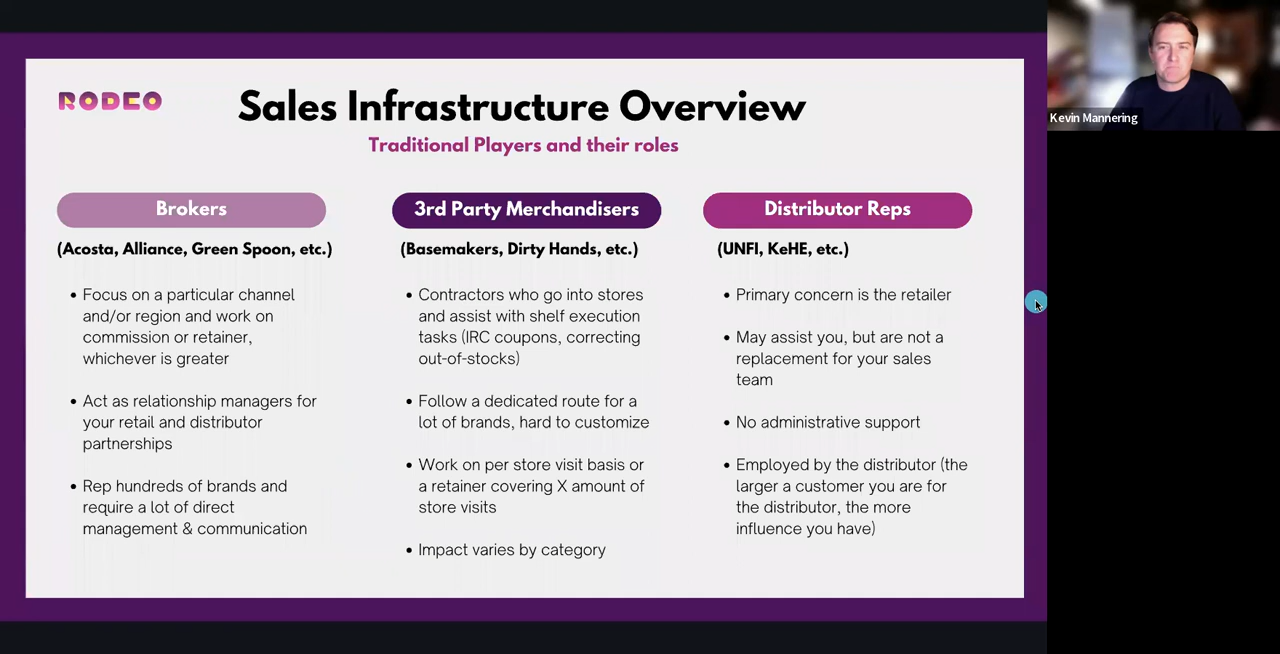 RODEO
Sales Infrastructure Overview
Traditional Players and their roles
Brokers
(Acosta, Alliance, Green Spoon, etc.)
• Focus on a particular channel
and/or region and work on
commission or retainer,
whichever is greater
• Act as relationship managers for
your retail and distributor
partnerships
• Rep hundreds of brands and
require a lot of direct
management & communication
3rd Party Merchandisers
(Basemakers, Dirty Hands, etc.)
• Contractors who go into stores
and assist with shelf execution
tasks (IRC coupons, correcting
out-of-stocks)
• Follow a dedicated route for a
lot of brands, hard to customize
• Work on per store visit basis or
a retainer covering X amount of
store visits
• Impact varies by category
Distributor Reps
(UNFI, KeHE, etc.)
• Primary concern is the retailer
• May assist you, but are not a
replacement for your sales
team
• No administrative support
• Employed by the distributor (the
larger a customer you are for
the distributor, the more
influence you have)
Kevin Mannering